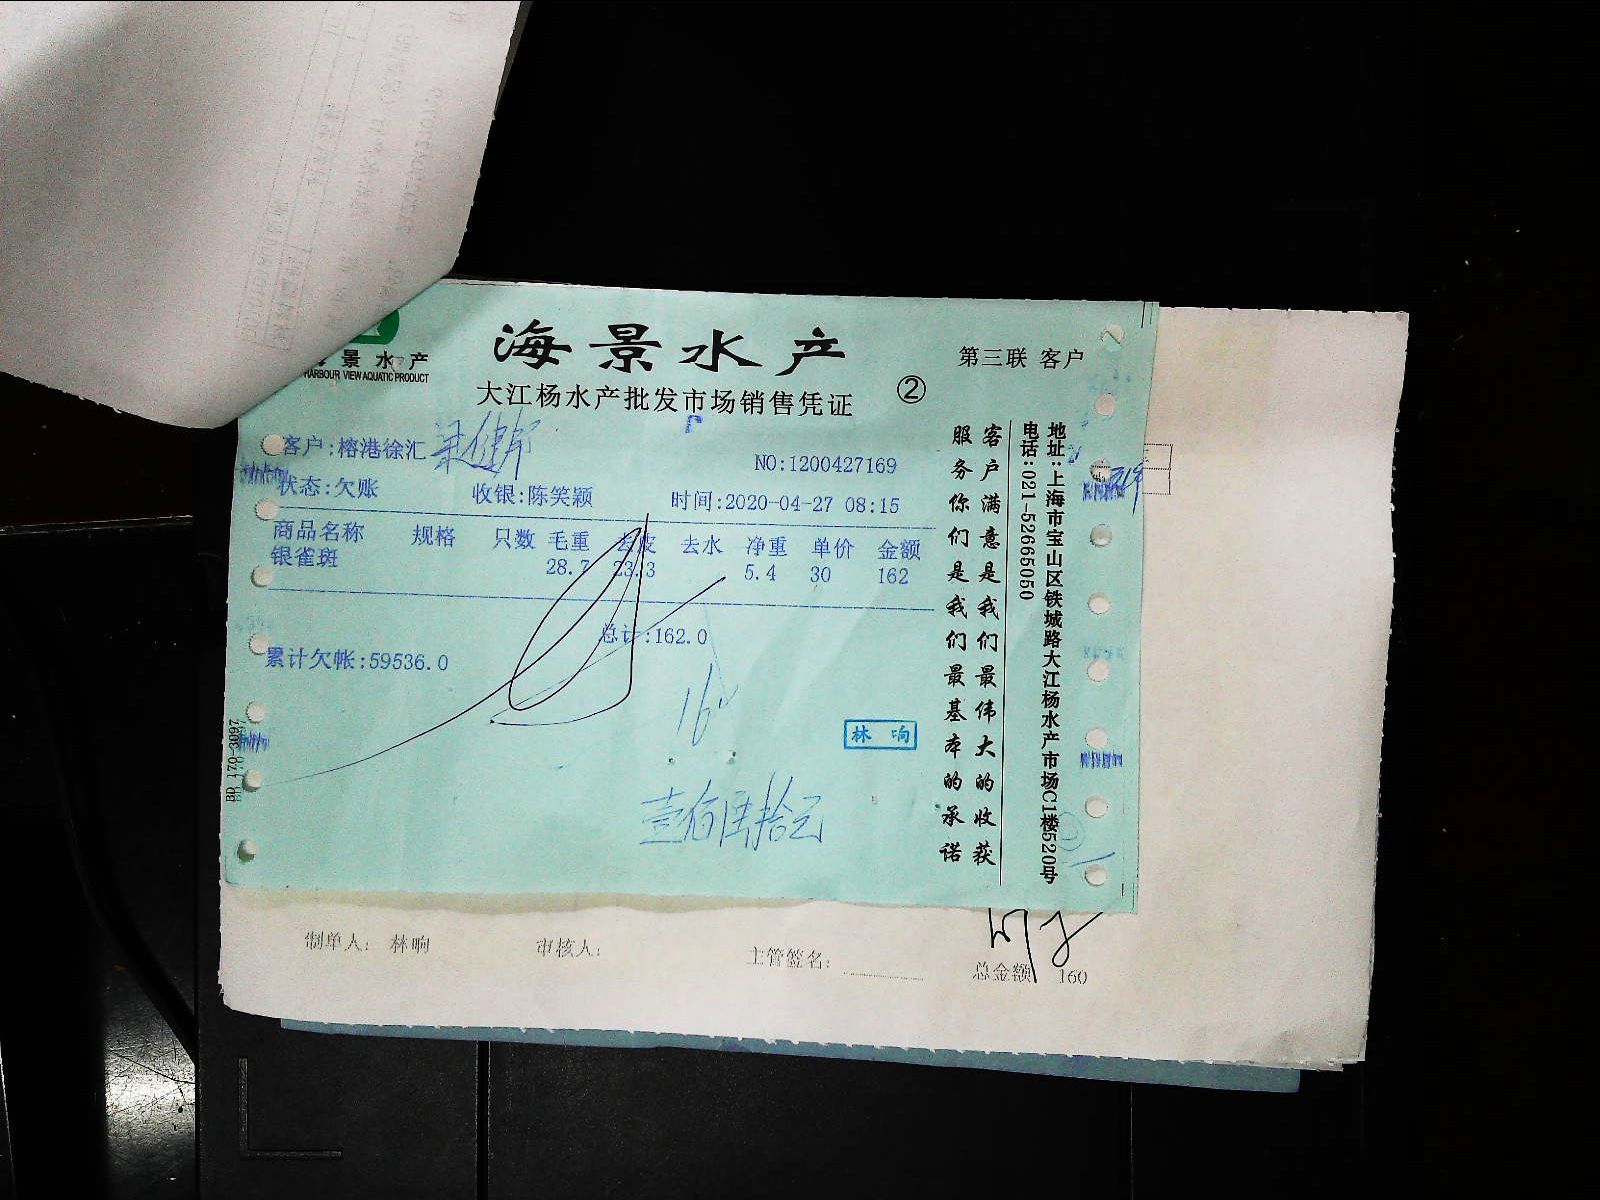 景水产
HARBOUR VIEW AQUATIC PRODUCT
海景水产
大江杨水产批发市场销售凭证
②
第三联 客户
客户:榕港徐汇
NO:1200427169
状态:欠账 收银:陈笑颖 时间:2020-04-27 08:15
商品名称 规格 只数 毛重 去皮 去水 净重 单价 金额
银雀斑 28.7 23.3 5.4 30 162
总计:162.0
累计欠帐:59536.0
林响
壹佰陆拾元
客户满意是我们最伟大的收获
服务你们是我们最基本的承诺
地址:上海市宝山区铁城路大江杨水产市场C1楼520号
电话:021-52665050
BD 170-3097
制单人: 林响 审核人: 主管签名: 总金额 160